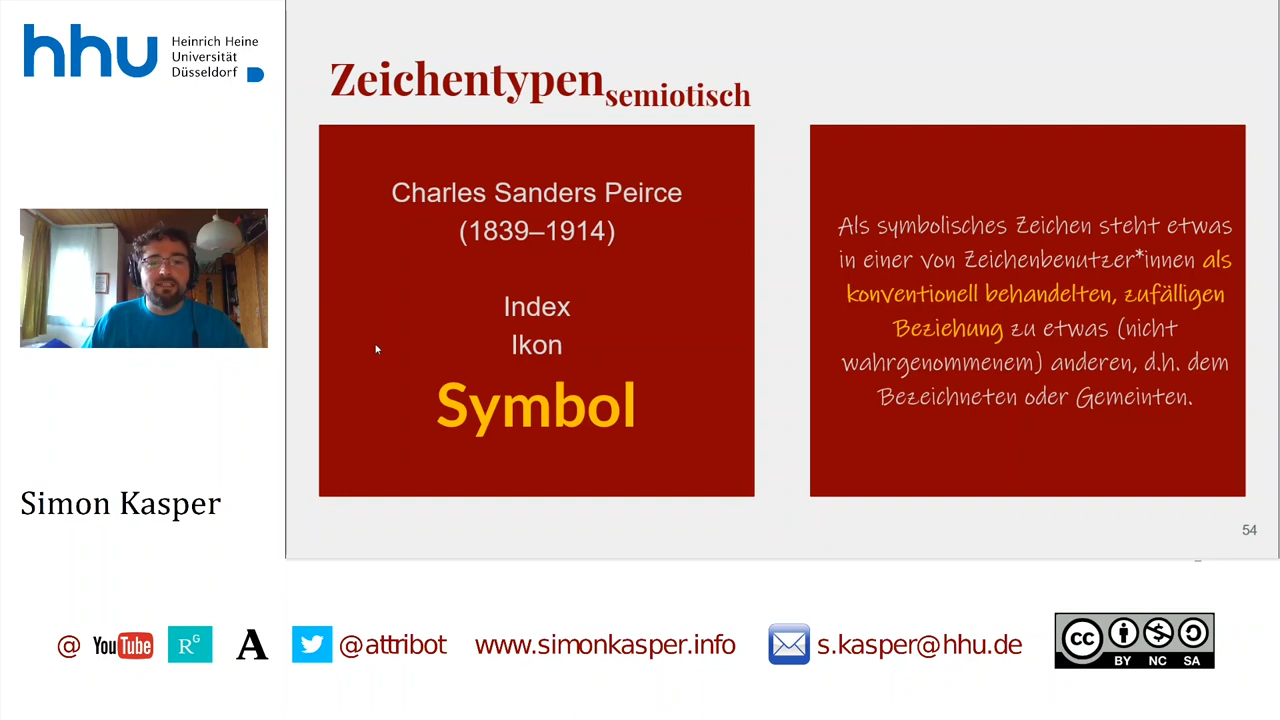 hhu
Heinrich Heine
Universität
Düsseldorf
Zeichentypen semiotisch
Charles Sanders Peirce
(1839–1914)
Index
Ikon
Symbol
Als symbolisches Zeichen steht etwas
in einer von Zeichenbenutzer*innen als
konventionell behandelten, zufälligen
Beziehung zu etwas (nicht
wahrgenommenem) anderen, d.h. dem
Bezeichneten oder Gemeinten.
54
Simon Kasper
@ YouTube RG A @attribot www.simonkasper.info s.kasper@hhu.de
cc BY NC SA